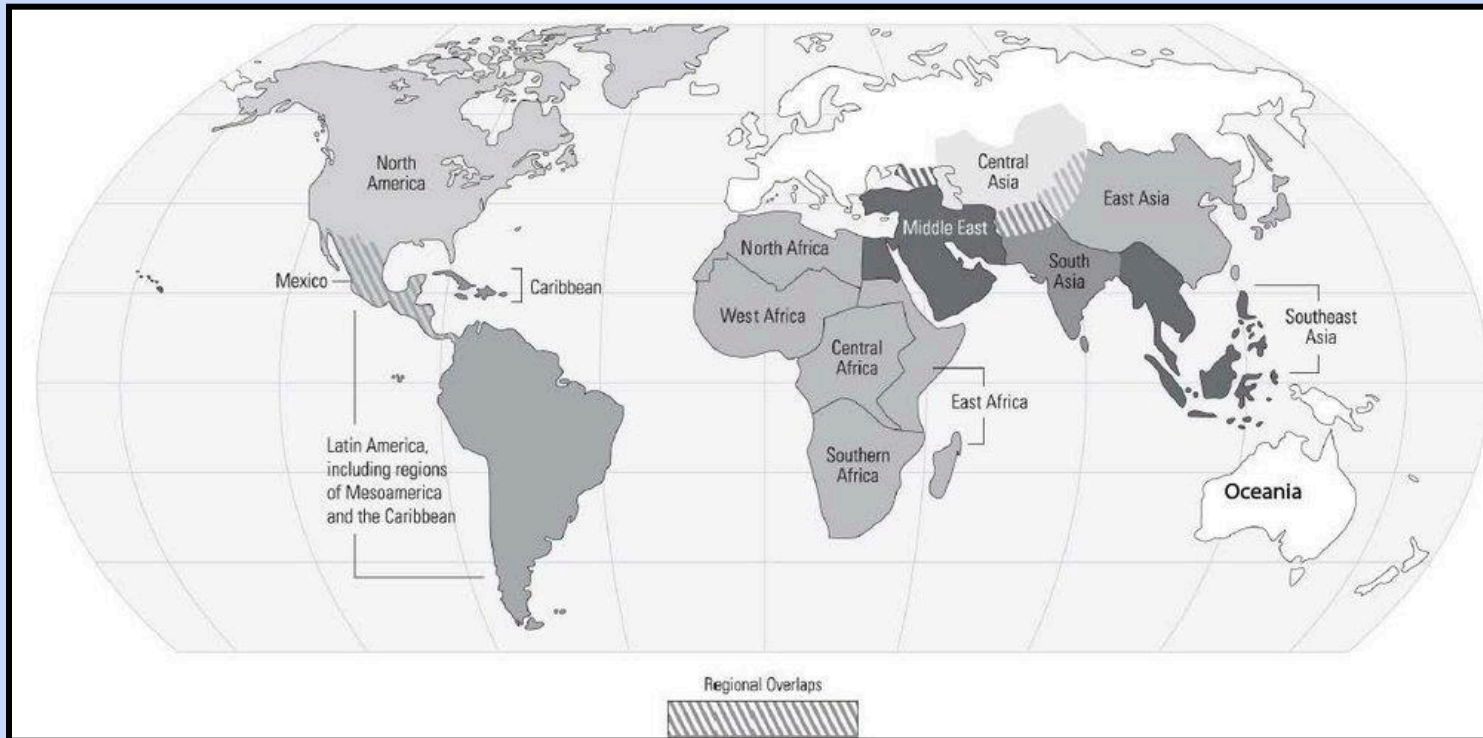 North
America
Mexico
Caribbean
Latin America,
including regions
of Mesoamerica
and the Caribbean
Central
Asia
East Asia
Middle East
North Africa
South
Asia
West Africa
Southeast
Asia
Central
Africa
East Africa
Southern
Africa
Oceania
Regional Overlaps